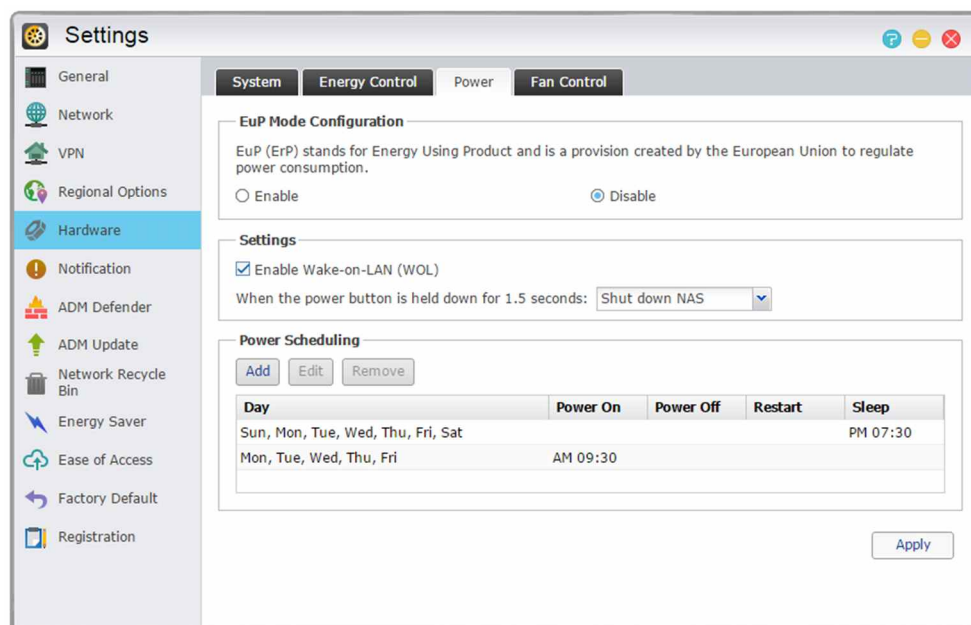 Settings
General
Network
VPN
Regional Options
Hardware
Notification
ADM Defender
ADM Update
Network Recycle
Bin
Energy Saver
Ease of Access
Factory Default
Registration
System Energy Control Power Fan Control
EuP Mode Configuration
EuP (ErP) stands for Energy Using Product and is a provision created by the European Union to regulate
power consumption.
Enable Disable
Settings
Enable Wake-on-LAN (WOL)
When the power button is held down for 1.5 seconds: Shut down NAS
Power Scheduling
Add Edit Remove
Day Power On Power Off Restart Sleep
Sun, Mon, Tue, Wed, Thu, Fri, Sat PM 07:30
Mon, Tue, Wed, Thu, Fri AM 09:30
Apply